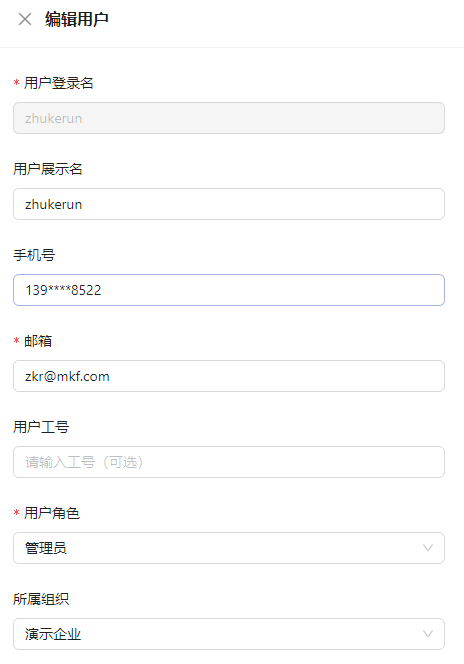 编辑用户
* 用户登录名
zhukerun
用户展示名
zhukerun
手机号
139****8522
* 邮箱
zkr@mkf.com
用户工号
请输入工号（可选）
* 用户角色
管理员
所属组织
演示企业